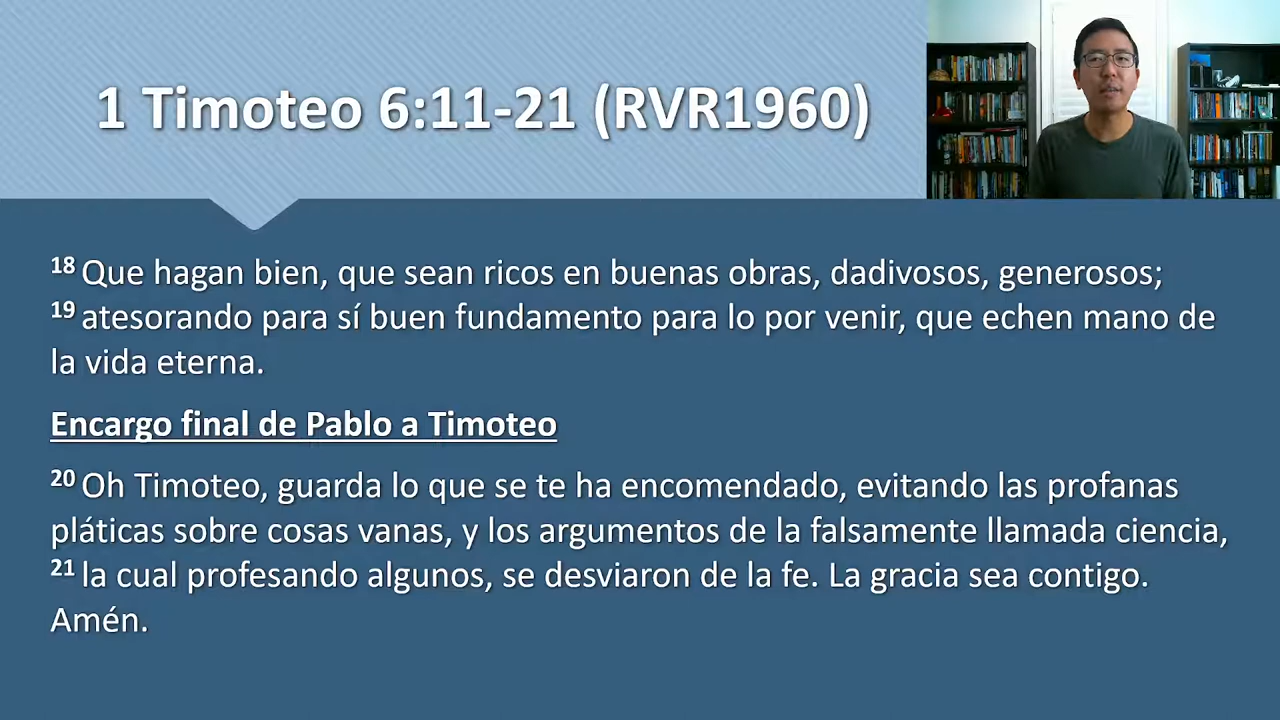 1 Timoteo 6:11-21 (RVR1960)
18 Que hagan bien, que sean ricos en buenas obras, dadivosos, generosos;
19 atesorando para sí buen fundamento para lo por venir, que echen mano de
la vida eterna.
Encargo final de Pablo a Timoteo
20 Oh Timoteo, guarda lo que se te ha encomendado, evitando las profanas
pláticas sobre cosas vanas, y los argumentos de la falsamente llamada ciencia,
21 la cual profesando algunos, se desviaron de la fe. La gracia sea contigo.
Amén.